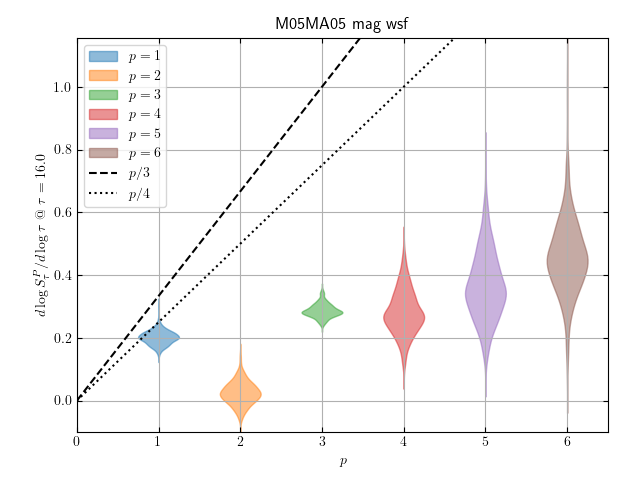 M05MA05 mag wsf
p = 1
p = 2
p = 3
p = 4
p = 5
p = 6
p/3
p/4
d log S_τ^P / d log τ @ τ = 16.0
1.0
0.8
0.6
0.4
0.2
0.0
0 1 2 3 4 5 6
p